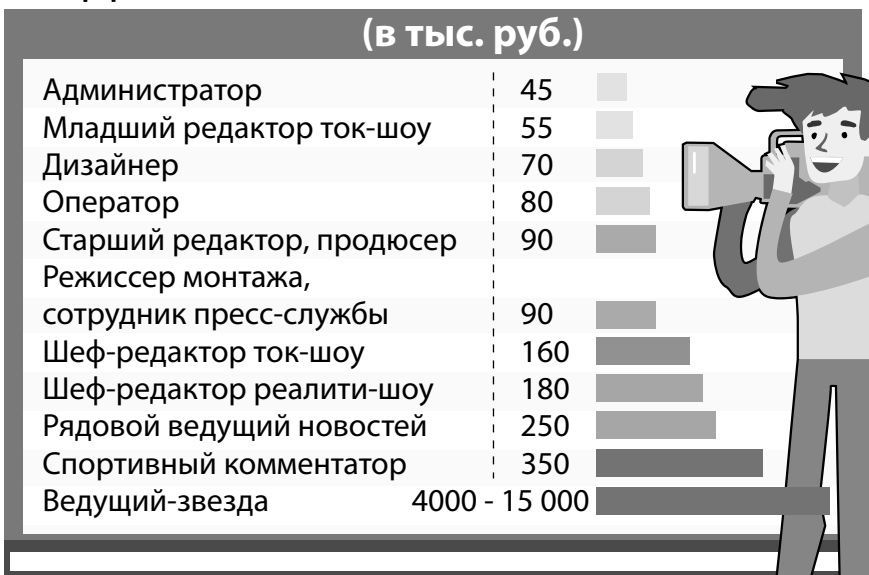 (в тыс. руб.)
Администратор 45
Младший редактор ток-шоу 55
Дизайнер 70
Оператор 80
Старший редактор, продюсер 90
Режиссер монтажа,
сотрудник пресс-службы 90
Шеф-редактор ток-шоу 160
Шеф-редактор реалити-шоу 180
Рядовой ведущий новостей 250
Спортивный комментатор 350
Ведущий-звезда 4000 - 15 000